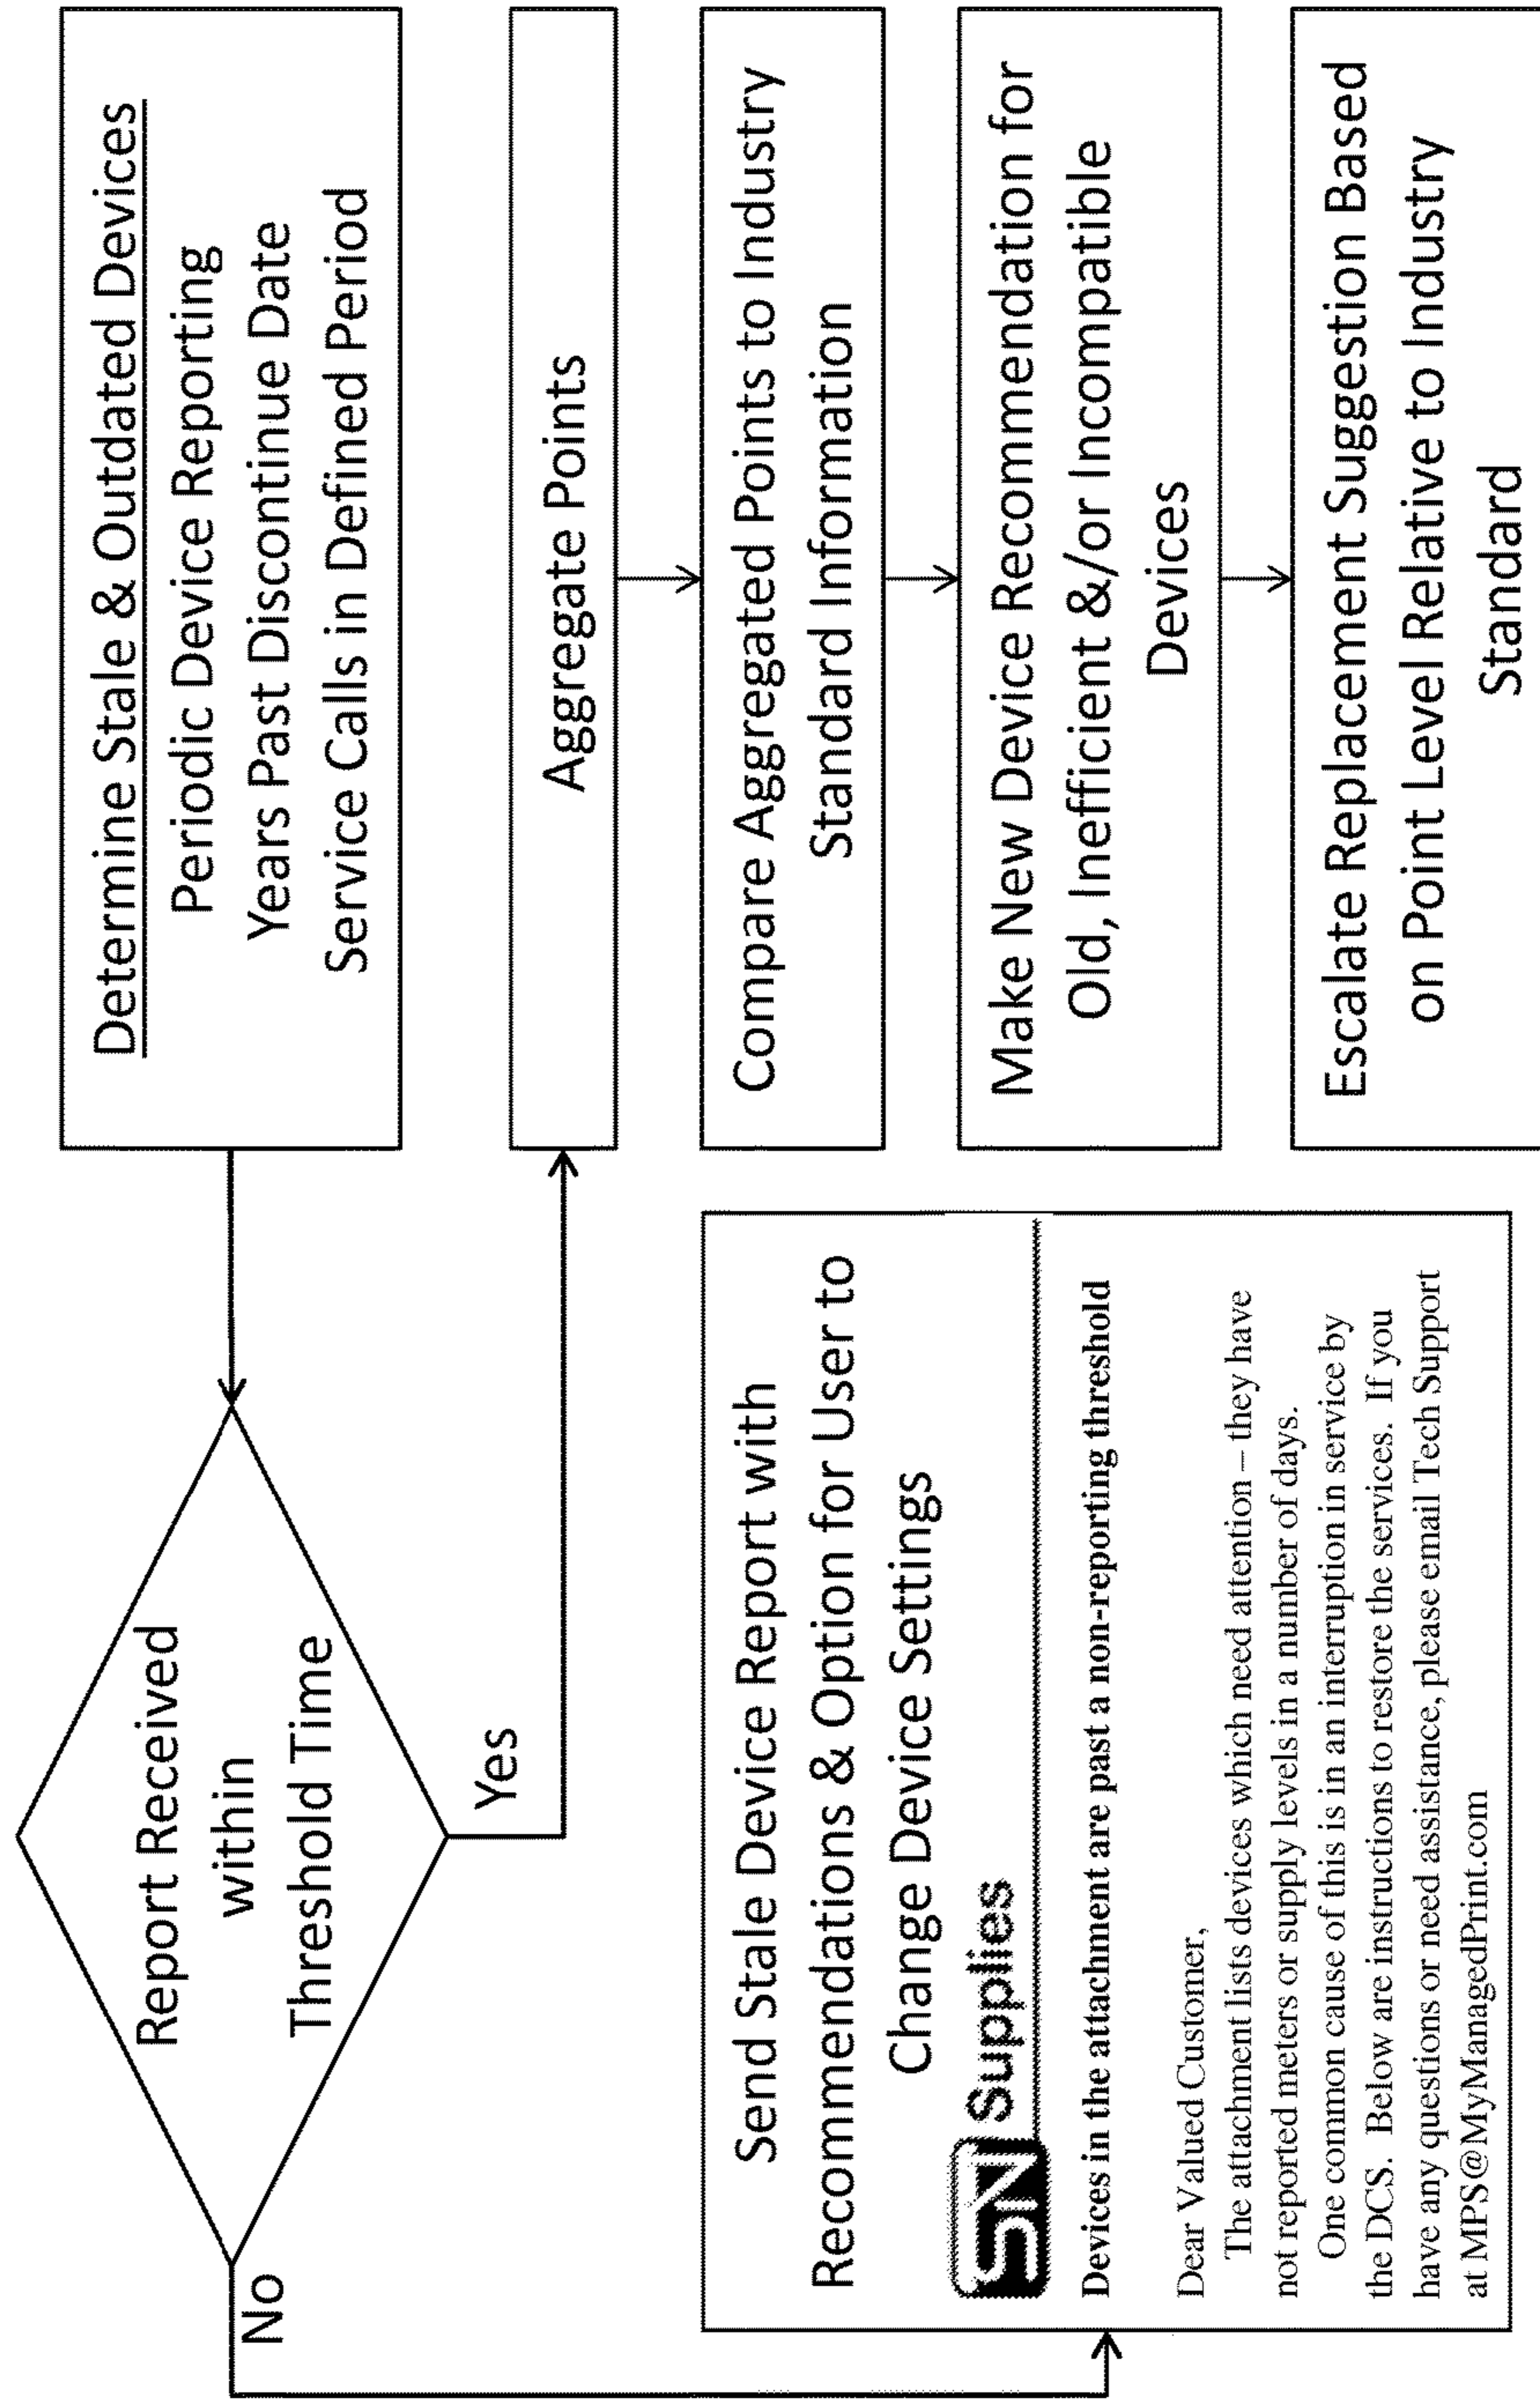 Determine Stale & Outdated Devices
Periodic Device Reporting
Years Past Discontinue Date
Service Calls in Defined Period
Report Received
within
Threshold Time
No
Yes
Aggregate Points
Compare Aggregated Points to Industry
Standard Information
Make New Device Recommendation for
Old, Inefficient &/or Incompatible
Devices
Escalate Replacement Suggestion Based
on Point Level Relative to Industry
Standard
Send Stale Device Report with
Recommendations & Option for User to
Change Device Settings
SN Supplies
Devices in the attachment are past a non-reporting threshold
Dear Valued Customer,
The attachment lists devices which need attention – they have
not reported meters or supply levels in a number of days.
One common cause of this is in an interruption in service by
the DCS. Below are instructions to restore the services. If you
have any questions or need assistance, please email Tech Support
at MPS@MyManagedPrint.com